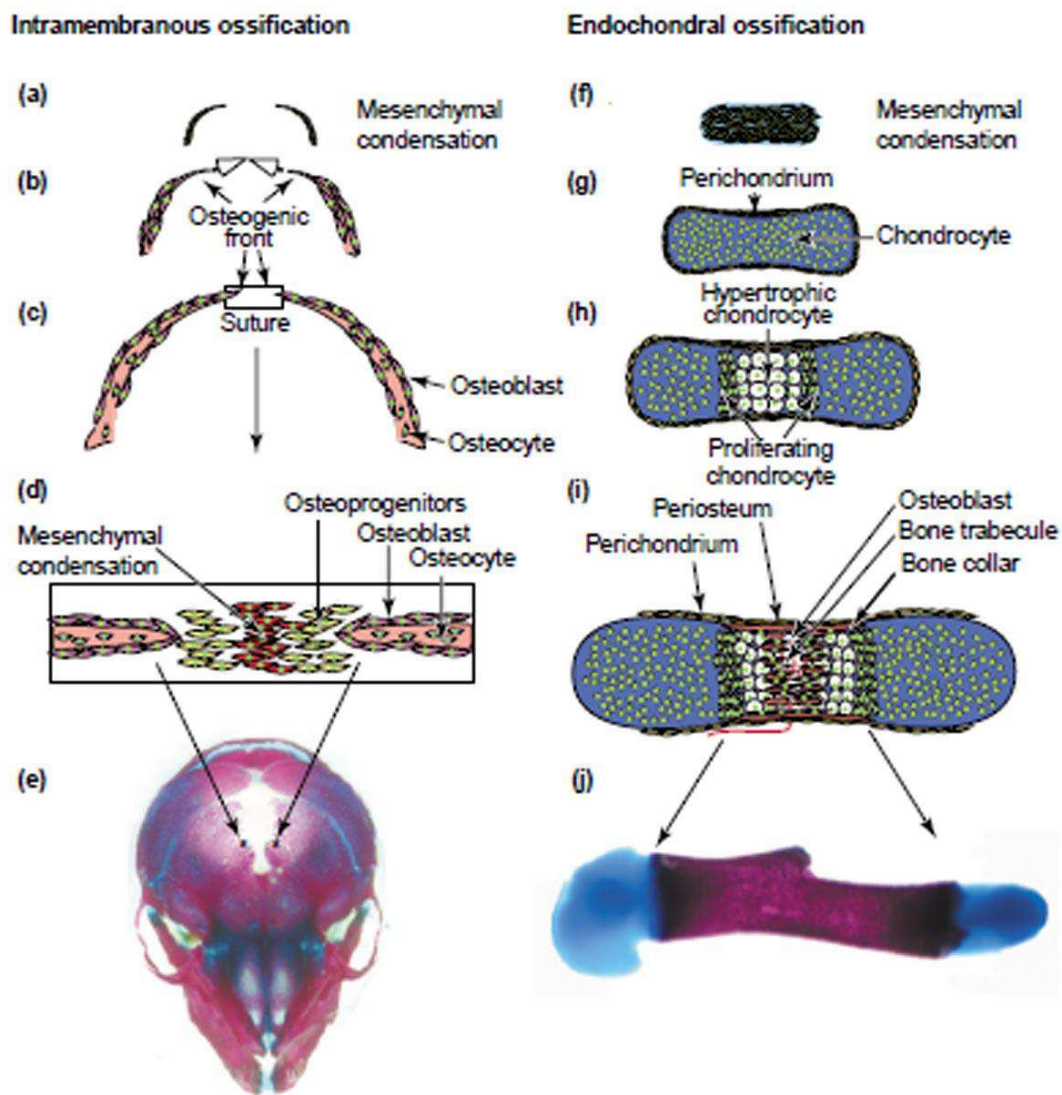 Intramembranous ossification
(a)
Mesenchymal
condensation
(b)
Osteogenic
front
(c)
Suture
Osteoblast
Osteocyte
(d)
Osteoprogenitors
Mesenchymal
condensation
Osteoblast
Osteocyte
(e)
Endochondral ossification
(f)
Mesenchymal
condensation
(g)
Perichondrium
Chondrocyte
Hypertrophic
chondrocyte
(h)
Proliferating
chondrocyte
(i)
Osteoblast
Periosteum
Bone trabecule
Perichondrium
Bone collar
(j)